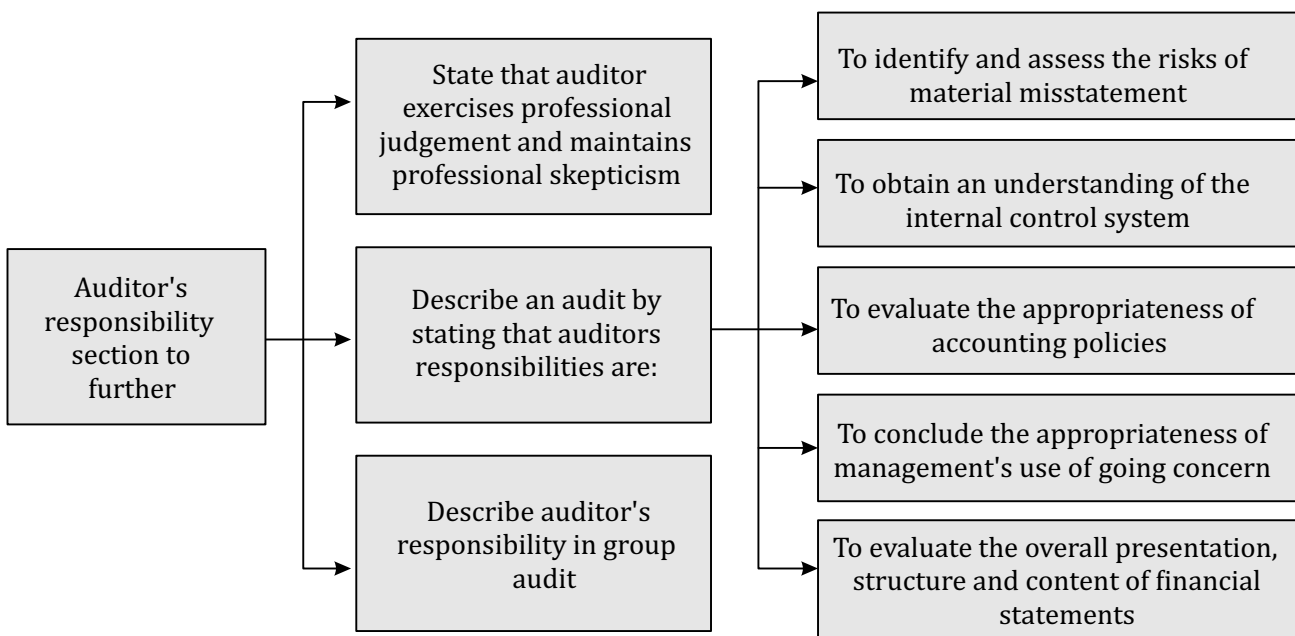 Auditor's
responsibility
section to
further
State that auditor
exercises professional
judgement and maintains
professional skepticism
Describe an audit by
stating that auditors
responsibilities are:
Describe auditor's
responsibility in group
audit
To identify and assess the risks of
material misstatement
To obtain an understanding of the
internal control system
To evaluate the appropriateness of
accounting policies
To conclude the appropriateness of
management's use of going concern
To evaluate the overall presentation,
structure and content of financial
statements